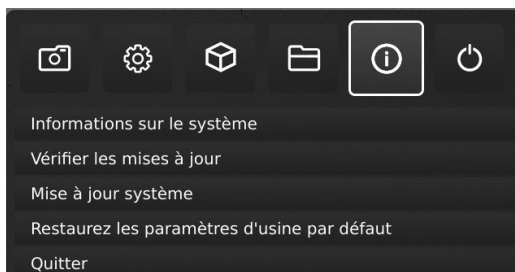 Informations sur le système
Vérifier les mises à jour
Mise à jour système
Restaurez les paramètres d'usine par défaut
Quitter